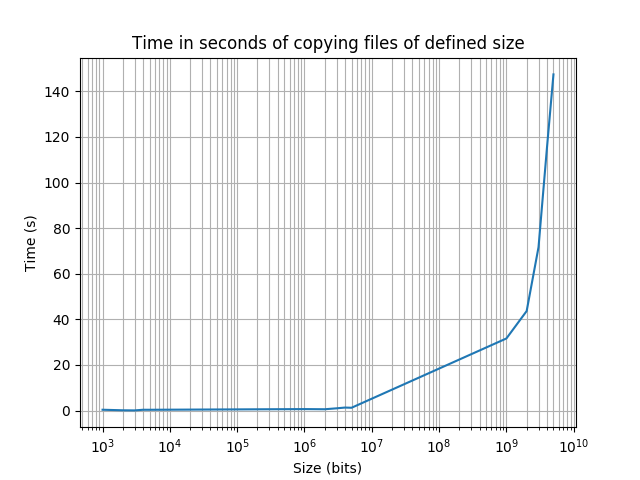 Time in seconds of copying files of defined size
140
120
100
80
60
40
20
0
Time (s)
10³ 10⁴ 10⁵ 10⁶ 10⁷ 10⁸ 10⁹ 10¹⁰
Size (bits)